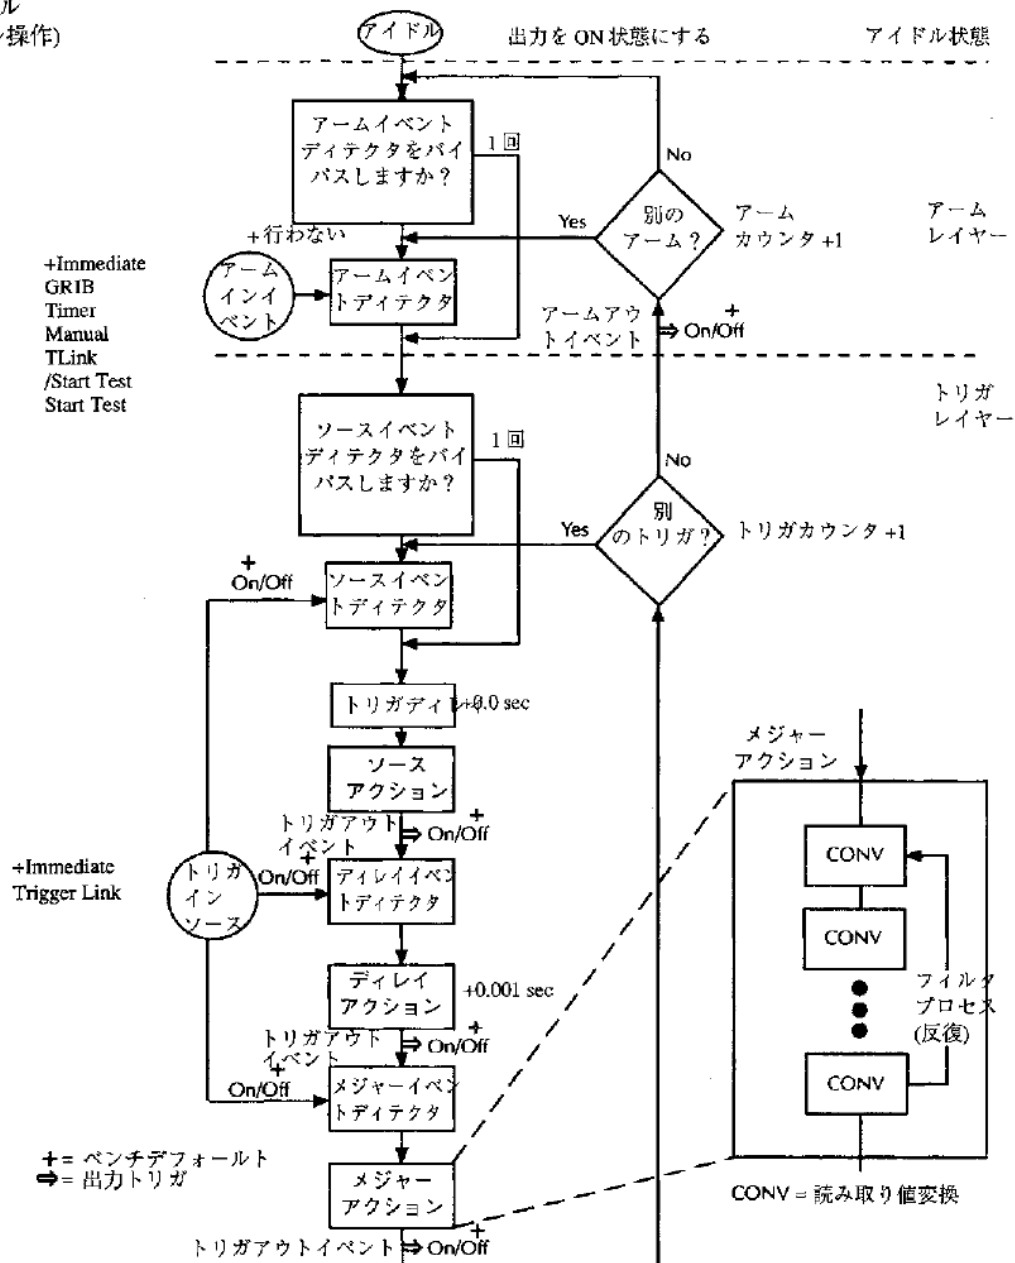 ル
ン操作)
アイドル
出力を ON 状態にする
アイドル状態
アームイベント
ディテクタをバイ
パスしますか？
1 回
No
別の
アーム？
Yes
アーム
カウンタ +1
アーム
レイヤー
+行わない
+Immediate
GRIB
Timer
Manual
TLink
/Start Test
Start Test
アーム
インイ
ベント
アームイベン
トディテクタ
アームアウ
トイベント
+
⇒ On/Off
トリガ
レイヤー
ソースイベント
ディテクタをバイ
パスしますか？
1 回
No
別
のトリガ？
Yes
トリガカウンタ +1
+
On/Off
ソースイベン
トディテクタ
トリガディ
+0.0 sec
ソース
アクション
トリガアウト
イベント
+
⇒ On/Off
+Immediate
Trigger Link
トリガ
イン
ソース
+
On/Off
ディレイイベン
トディテクタ
ディレイ
アクション
+0.001 sec
トリガアウト
イベント
+
⇒ On/Off
+
On/Off
メジャーイベン
トディテクタ
メジャー
アクション
トリガアウトイベント
+
⇒ On/Off
+ = ベンチデフォールト
⇒ = 出力トリガ
メジャー
アクション
CONV
CONV
CONV
フィルタ
プロセス
(反復)
CONV = 読み取り値変換